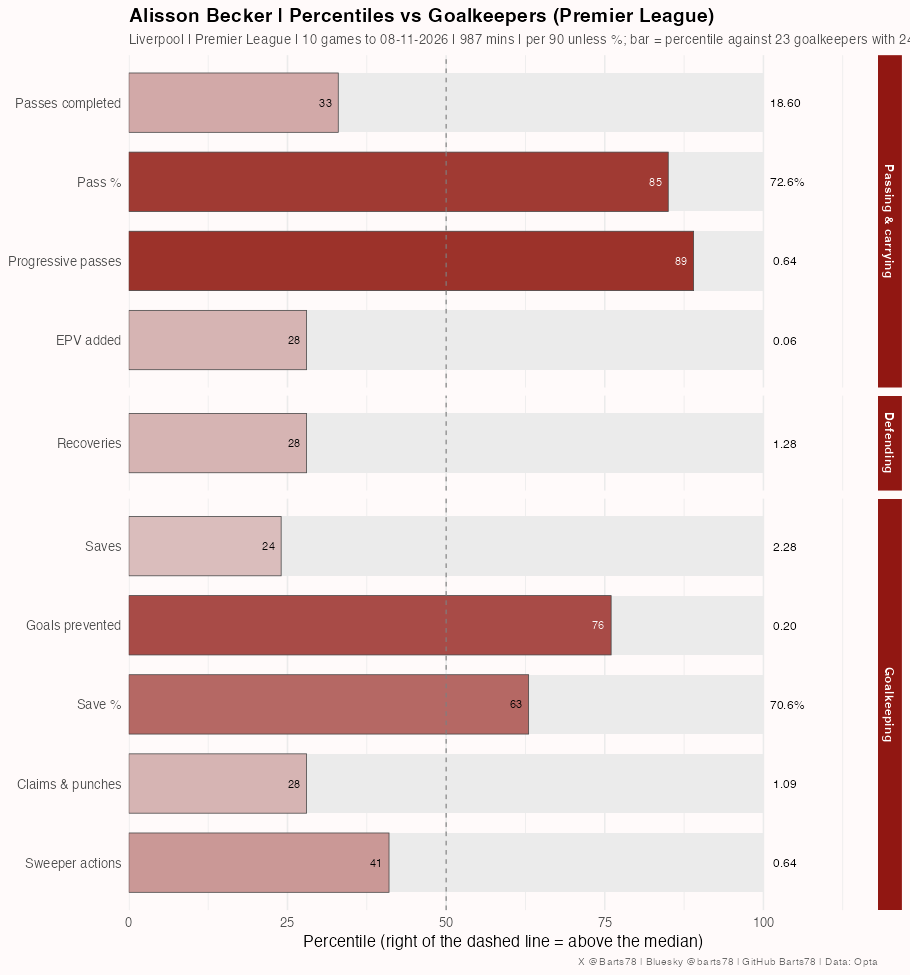 Alisson Becker | Percentiles vs Goalkeepers (Premier League)
Liverpool | Premier League | 10 games to 08-11-2026 | 987 mins | per 90 unless %; bar = percentile against 23 goalkeepers with 24
Passes completed 33 18.60
Pass % 85 72.6%
Progressive passes 89 0.64
EPV added 28 0.06
Passing & carrying
Recoveries 28 1.28
Defending
Saves 24 2.28
Goals prevented 76 0.20
Save % 63 70.6%
Claims & punches 28 1.09
Sweeper actions 41 0.64
Goalkeeping
0 25 50 75 100
Percentile (right of the dashed line = above the median)
X @Barts78 | Bluesky @barts78 | GitHub Barts78 | Data: Opta